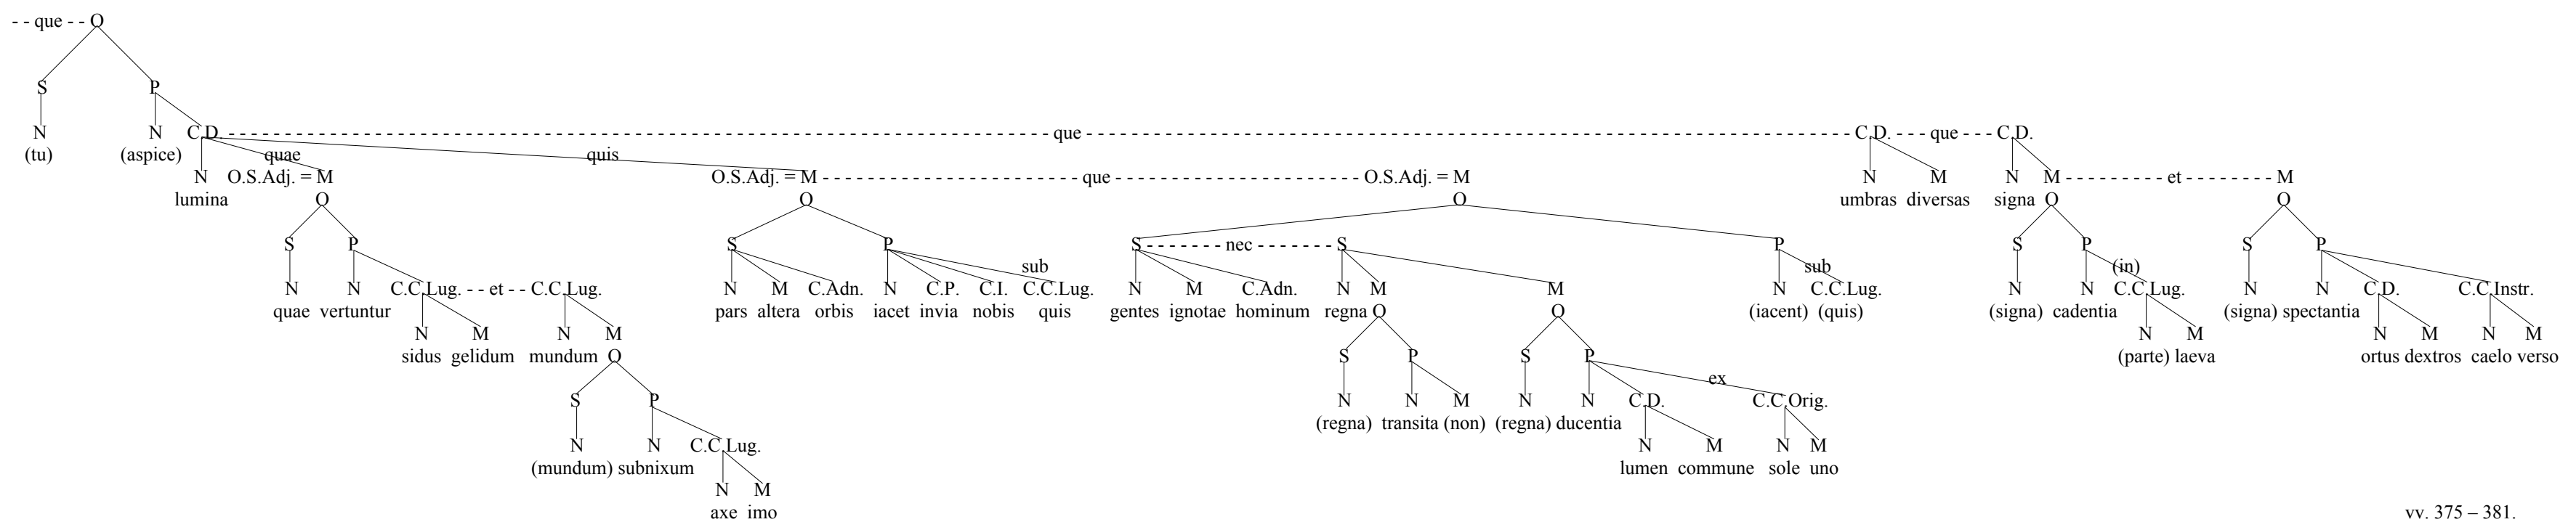 - - que - - O
S P
N N C.D. - - - que - - - C.D. - - - que - - - C.D.
(tu) (aspice) quae quis
N O.S.Adj. = M O.S.Adj. = M - - - que - - - O.S.Adj. = M N M N M - - - et - - - M
lumina O O O umbras diversas signa O O
S P S P S - - - nec - - - S P S P S P
sub sub (in)
N N C.C.Lug. - - et - - C.C.Lug. N M C.Adn. N C.P. C.I. C.C.Lug. N M C.Adn. N M M N C.C.Lug. N N C.C.Lug. N N C.D. C.C.Instr.
quae vertuntur pars altera orbis iacet invia nobis quis gentes ignotae hominum regna O O (iacent) (quis) (signa) cadentia (signa) spectantia
N M N M N M N M N M
sidus gelidum mundum O S P S P (parte) laeva ortus dextros caelo verso
ex
S P N N M N N C.D. C.C.Orig.
(regna) transita (non) (regna) ducentia
N N C.C.Lug. N M N M
(mundum) subnixum lumen commune sole uno
N M
axe imo vv. 375 – 381.